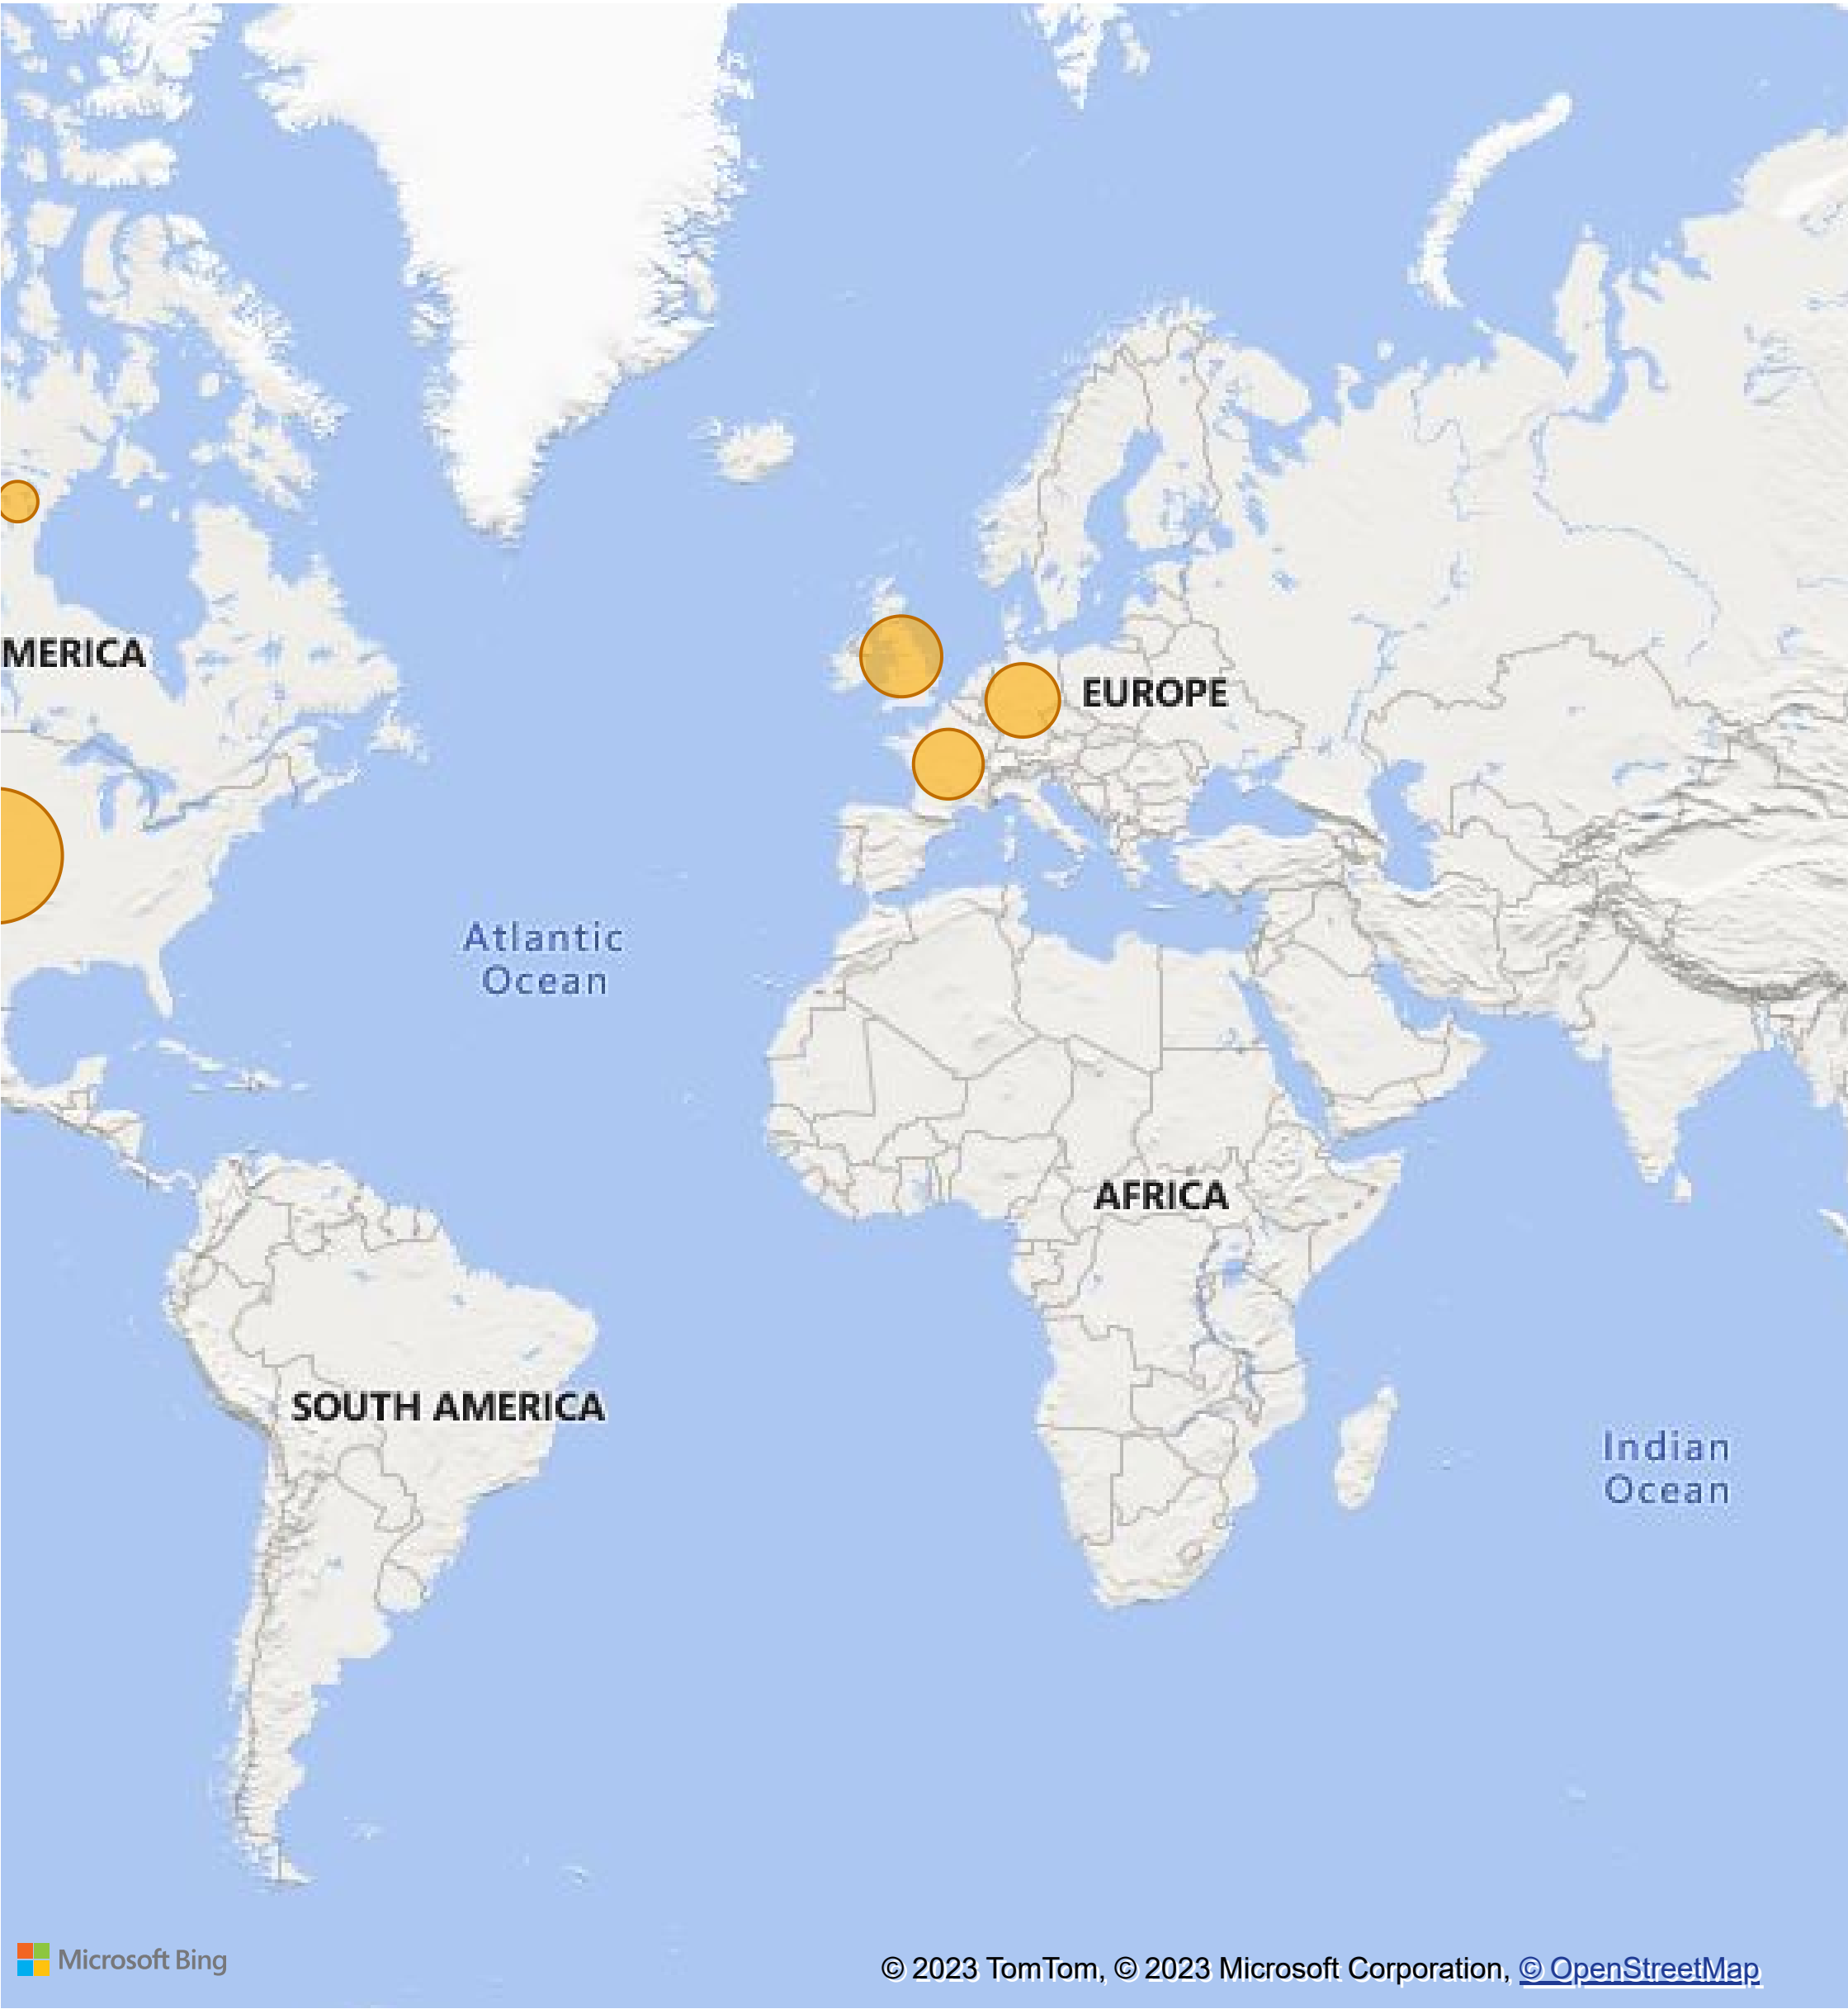 MERICA
EUROPE
Atlantic
Ocean
AFRICA
SOUTH AMERICA
Indian
Ocean
Microsoft Bing
© 2023 TomTom, © 2023 Microsoft Corporation, © OpenStreetMap